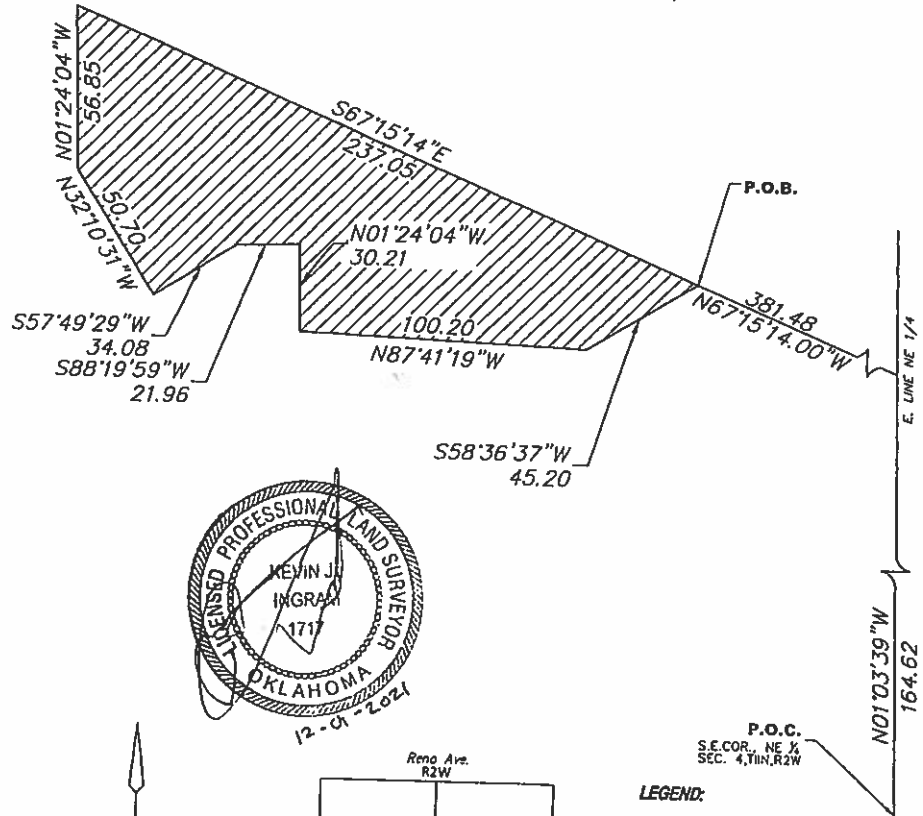 N01°24'04"W
56.85
S67°15'14"E
237.05
P.O.B.
N32°10'31"W
50.70
N01°24'04"W
30.21
S57°49'29"W
34.08
S88°19'59"W
21.96
100.20
N87°41'19"W
381.48
N67°15'14.00"W
E. LINE NE 1/4
S58°36'37"W
45.20
LICENSED PROFESSIONAL LAND SURVEYOR
KEVIN J.
INGRAM
1717
OKLAHOMA
N01°03'39"W
164.62
P.O.C.
S.E.COR., NE ¼
SEC. 4,T11N,R2W
Reno Ave.
R2W
LEGEND: